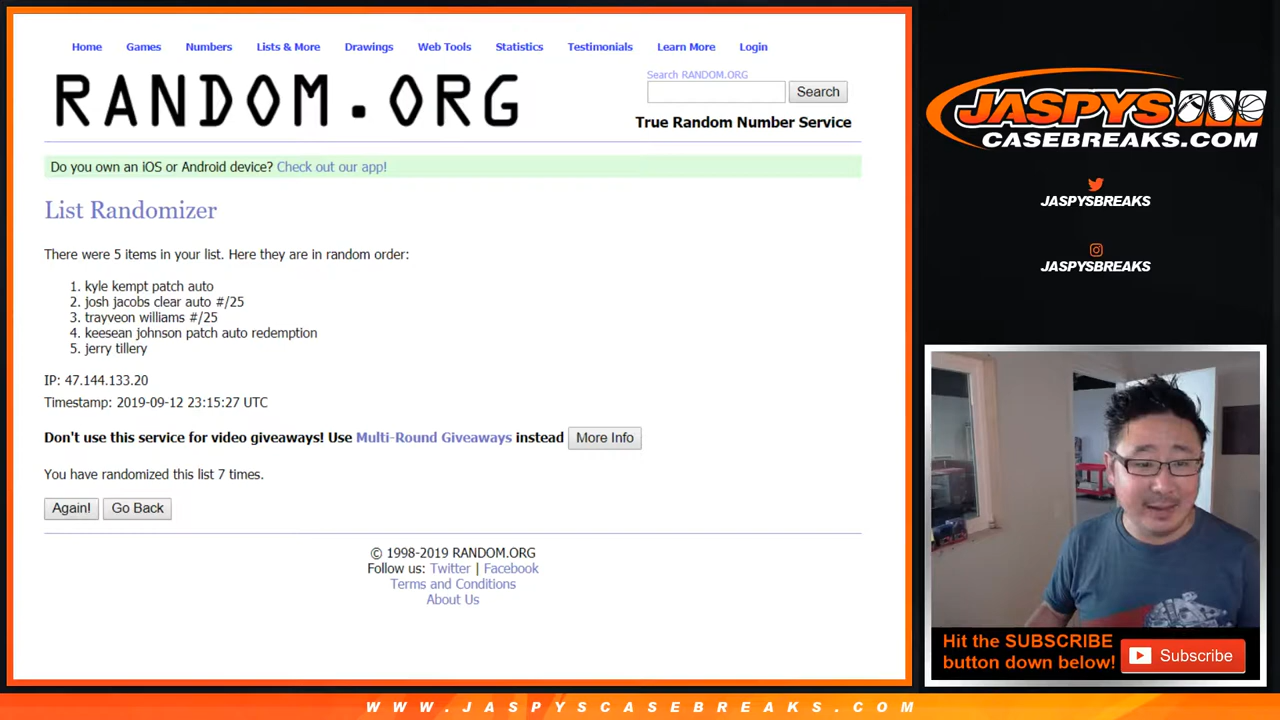 Home Games Numbers Lists & More Drawings Web Tools Statistics Testimonials Learn More Login
RANDOM.ORG
Search RANDOM.ORG
Search
True Random Number Service
Do you own an iOS or Android device? Check out our app!
List Randomizer
There were 5 items in your list. Here they are in random order:
1. kyle kempt patch auto
2. josh jacobs clear auto #/25
3. trayveon williams #/25
4. keesean johnson patch auto redemption
5. jerry tillery
IP: 47.144.133.20
Timestamp: 2019-09-12 23:15:27 UTC
Don't use this service for video giveaways! Use Multi-Round Giveaways instead More Info
You have randomized this list 7 times.
Again! Go Back
© 1998-2019 RANDOM.ORG
Follow us: Twitter | Facebook
Terms and Conditions
About Us
JASPYS
CASEBREAKS.COM
JASPYSBREAKS
JASPYSBREAKS
Hit the SUBSCRIBE
button down below!
Subscribe
WWW.JASPYSCASEBREAKS.COM